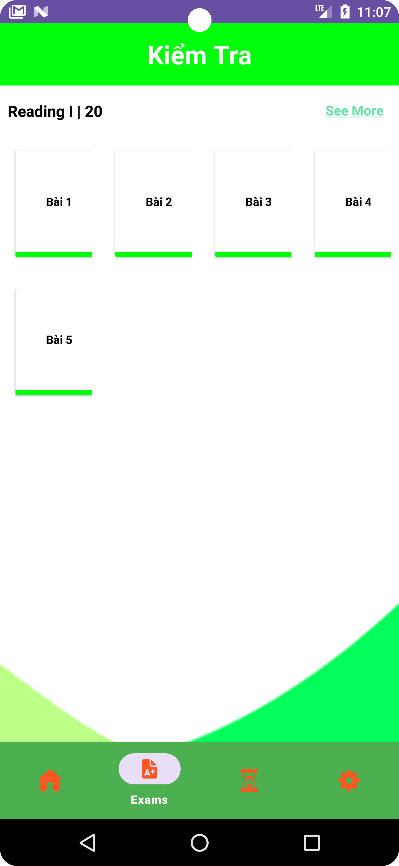 LTE 11:07
Kiểm Tra
Reading I | 20 See More
Bài 1 Bài 2 Bài 3 Bài 4
Bài 5
A+
Exams